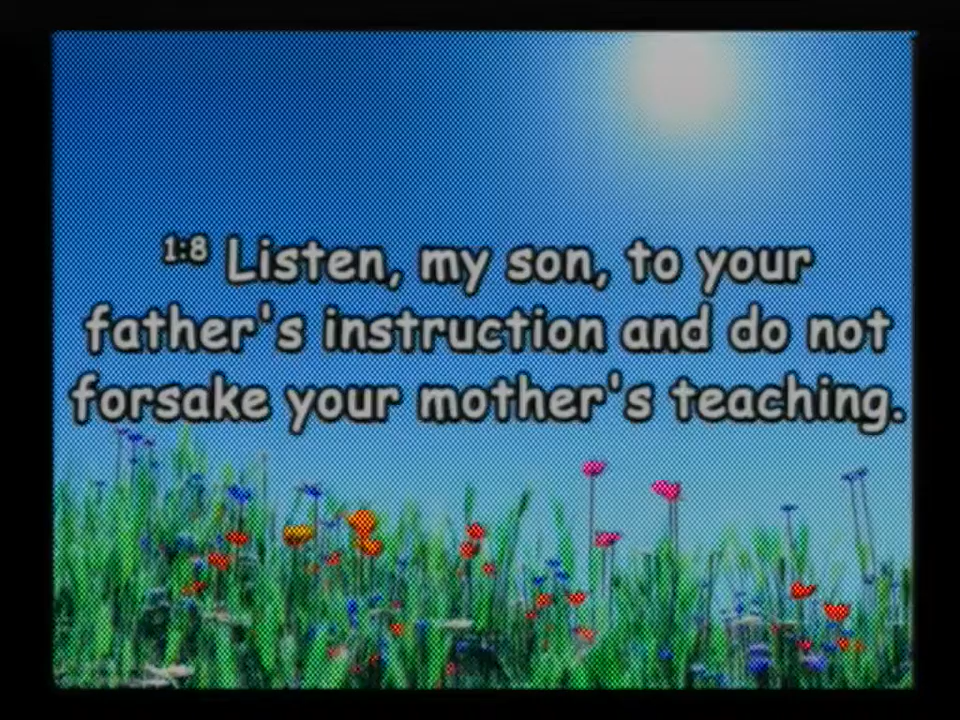 1:8 Listen, my son, to your
father's instruction and do not
forsake your mother's teaching.